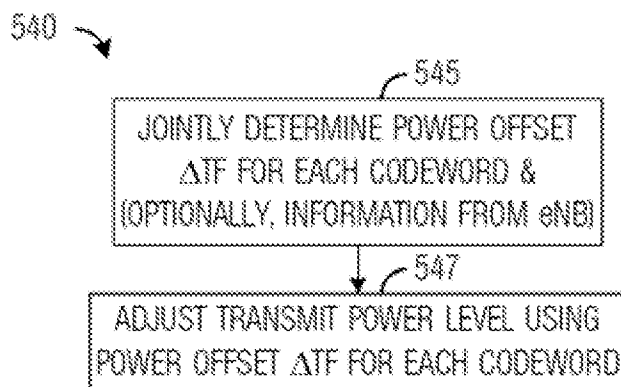 540
545
JOINTLY DETERMINE POWER OFFSET
ΔTF FOR EACH CODEWORD &
(OPTIONALLY, INFORMATION FROM eNB)
547
ADJUST TRANSMIT POWER LEVEL USING
POWER OFFSET ΔTF FOR EACH CODEWORD